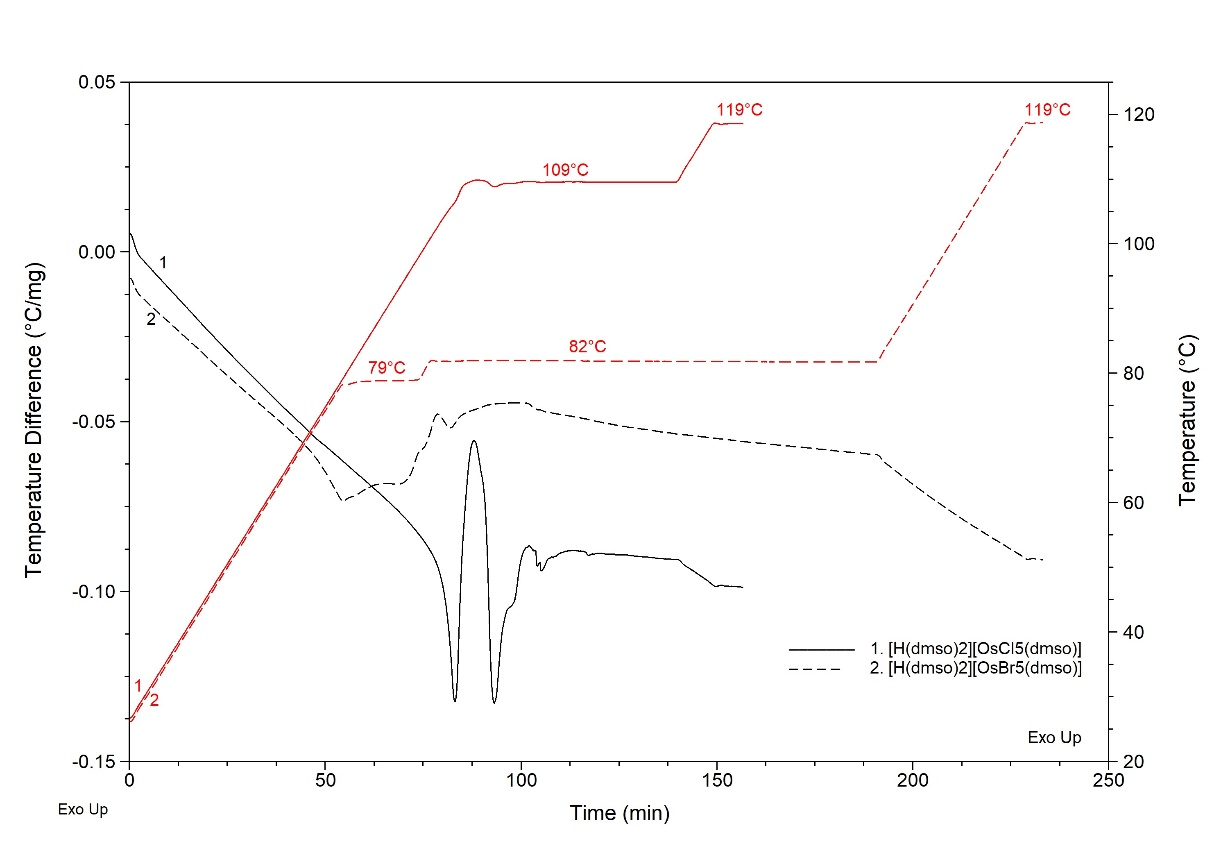 0.05
0.00
-0.05
-0.10
-0.15
Temperature Difference (°C/mg)
119°C
119°C
109°C
79°C
82°C
1
2
1
2
1. [H(dmso)2][OsCl5(dmso)]
2. [H(dmso)2][OsBr5(dmso)]
Exo Up
120
100
80
60
40
20
Temperature (°C)
0
50
100
150
200
250
Exo Up
Time (min)